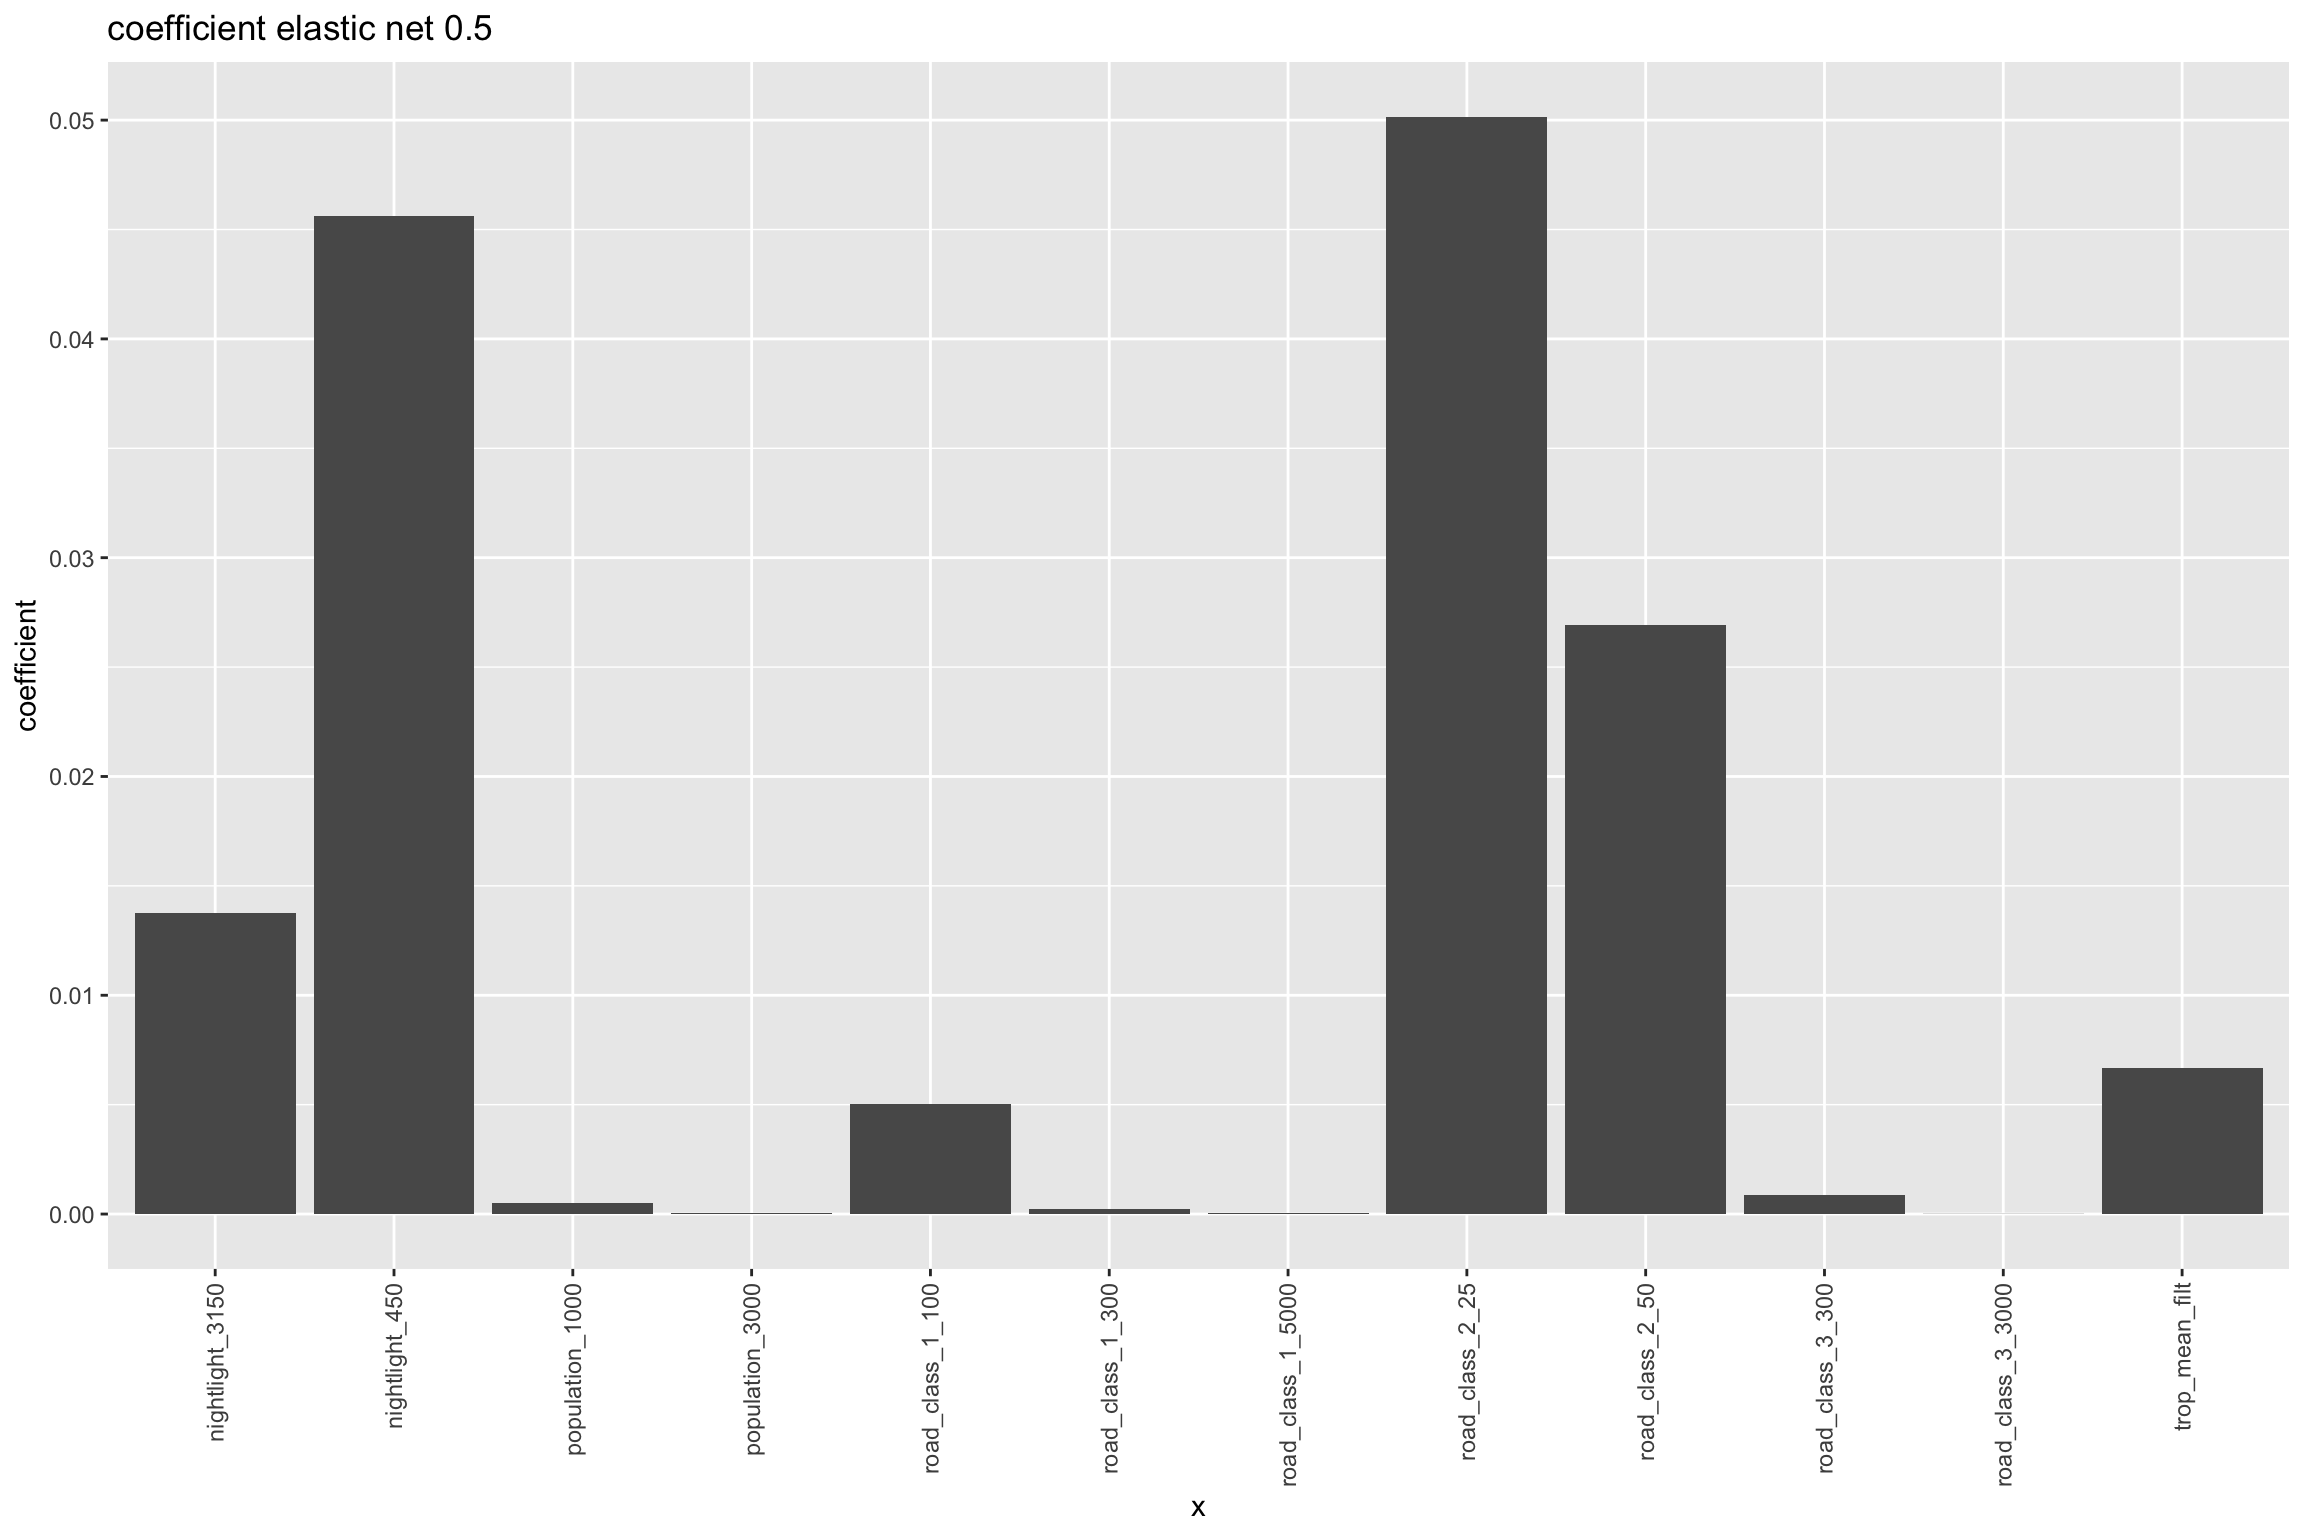 coefficient elastic net 0.5
coefficient
0.05
0.04
0.03
0.02
0.01
0.00
nightlight_3150
nightlight_450
population_1000
population_3000
road_class_1_100
road_class_1_300
road_class_1_5000
road_class_2_25
road_class_2_50
road_class_3_300
road_class_3_3000
trop_mean_filt
x